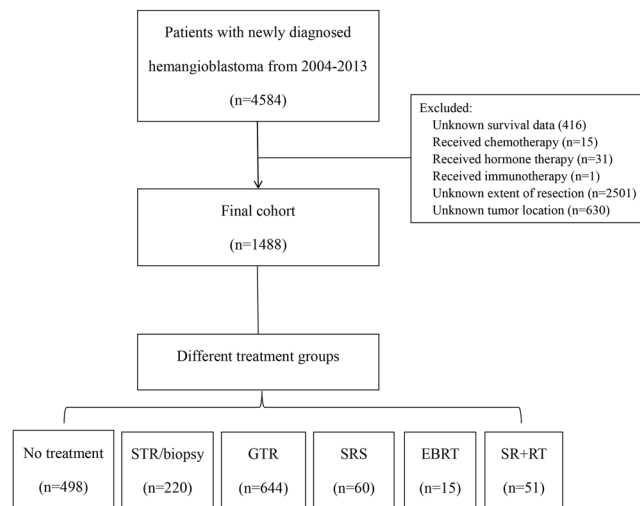 Patients with newly diagnosed
hemangioblastoma from 2004-2013
(n=4584)
Excluded:
Unknown survival data (416)
Received chemotherapy (n=15)
Received hormone therapy (n=31)
Received immunotherapy (n=1)
Unknown extent of resection (n=2501)
Unknown tumor location (n=630)
Final cohort
(n=1488)
Different treatment groups
No treatment
(n=498)
STR/biopsy
(n=220)
GTR
(n=644)
SRS
(n=60)
EBRT
(n=15)
SR+RT
(n=51)